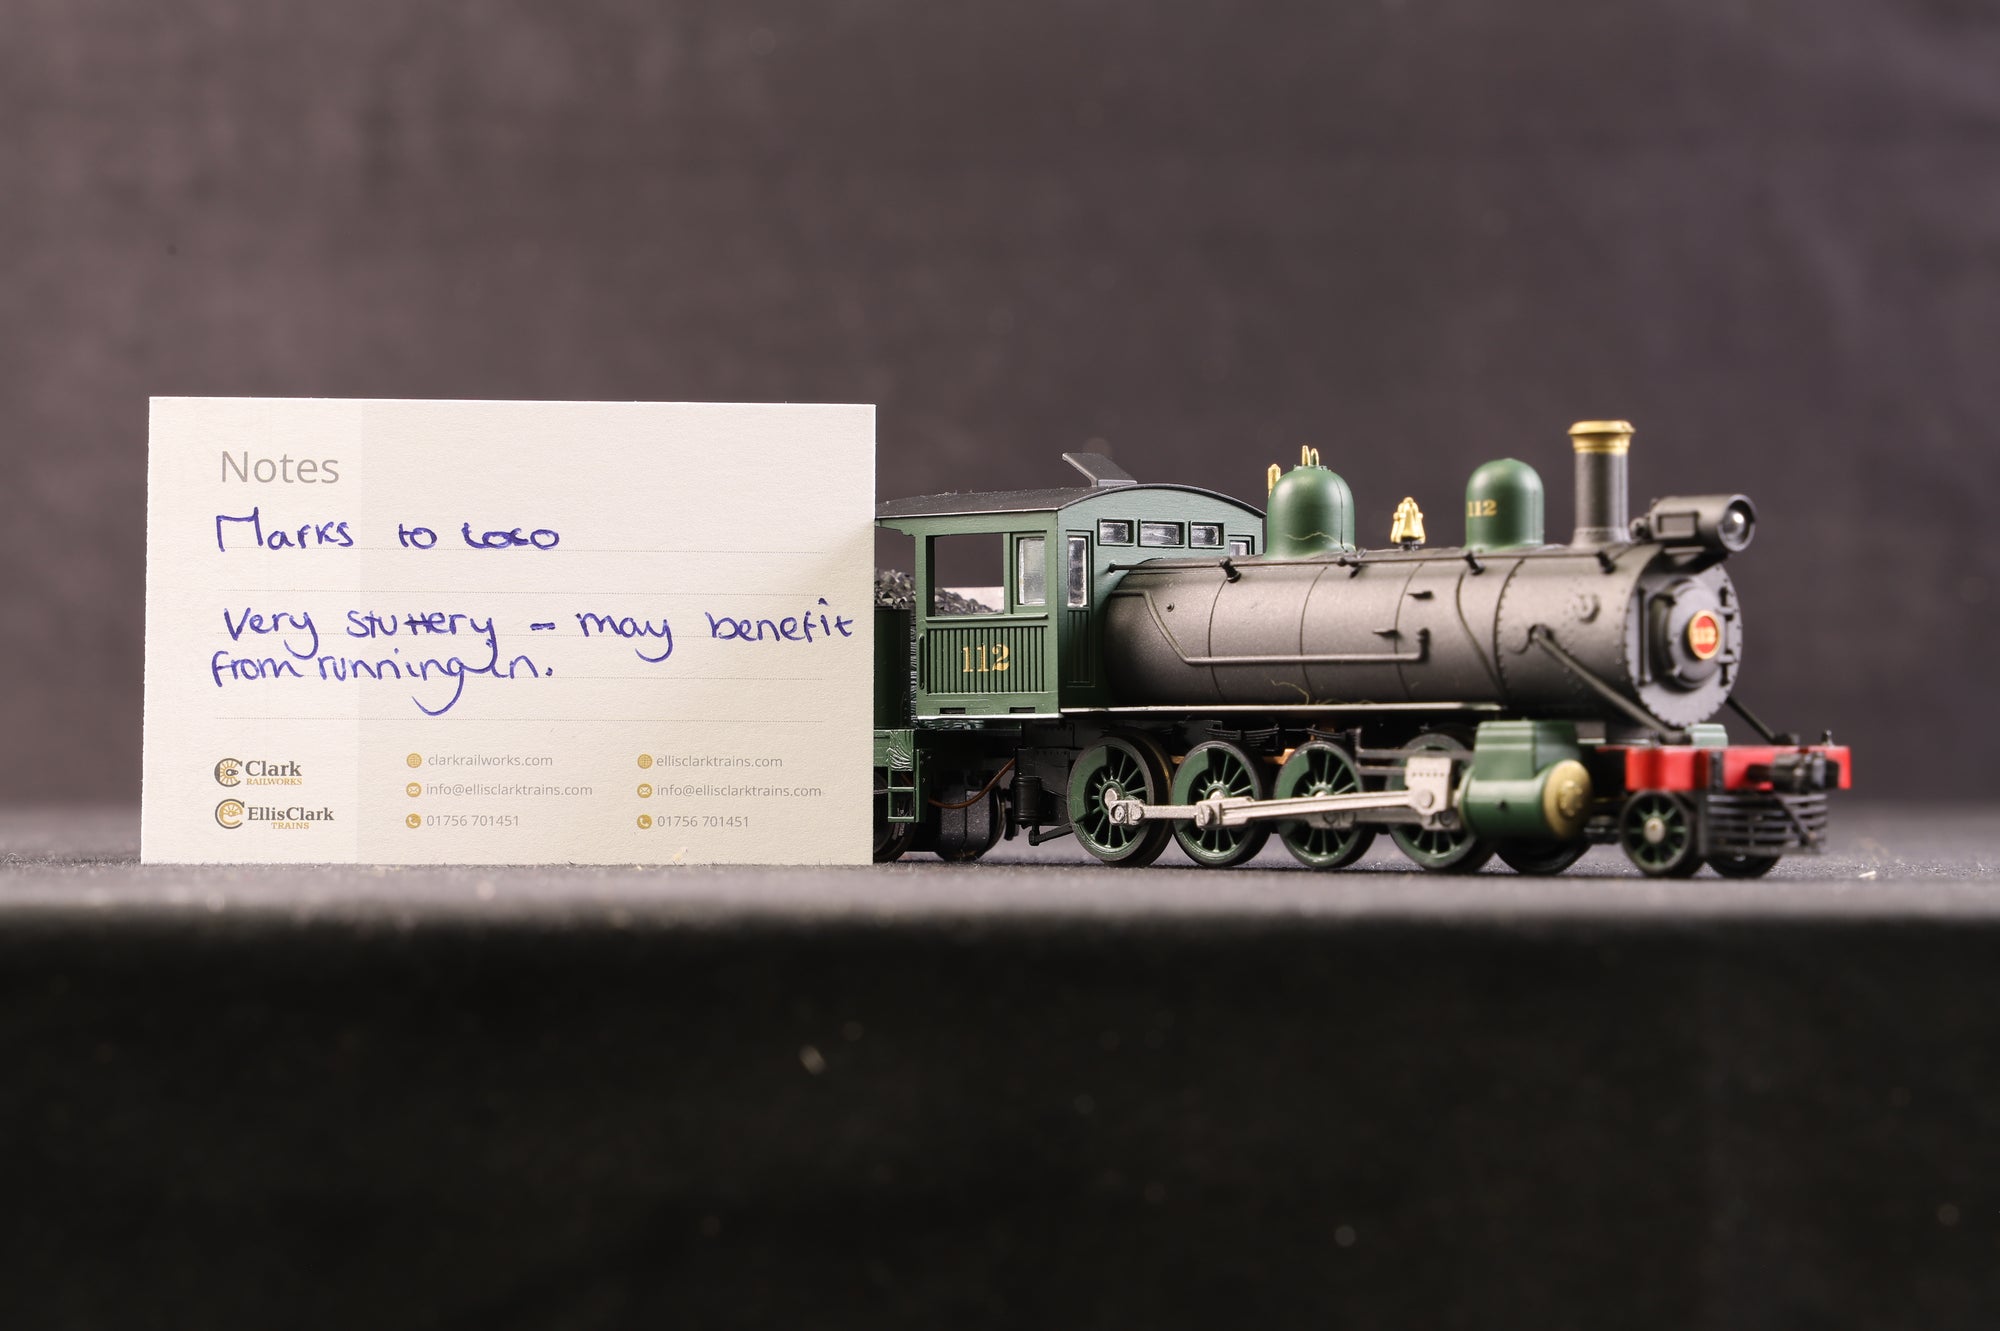 Notes
Marks to Loco
Very stuttery - may benefit
from running in.
Clark
RAILWORKS
EllisClark
TRAINS
clarkrailworks.com
info@ellisclarktrains.com
01756 701451
ellisclarktrains.com
info@ellisclarktrains.com
01756 701451
112
112
112